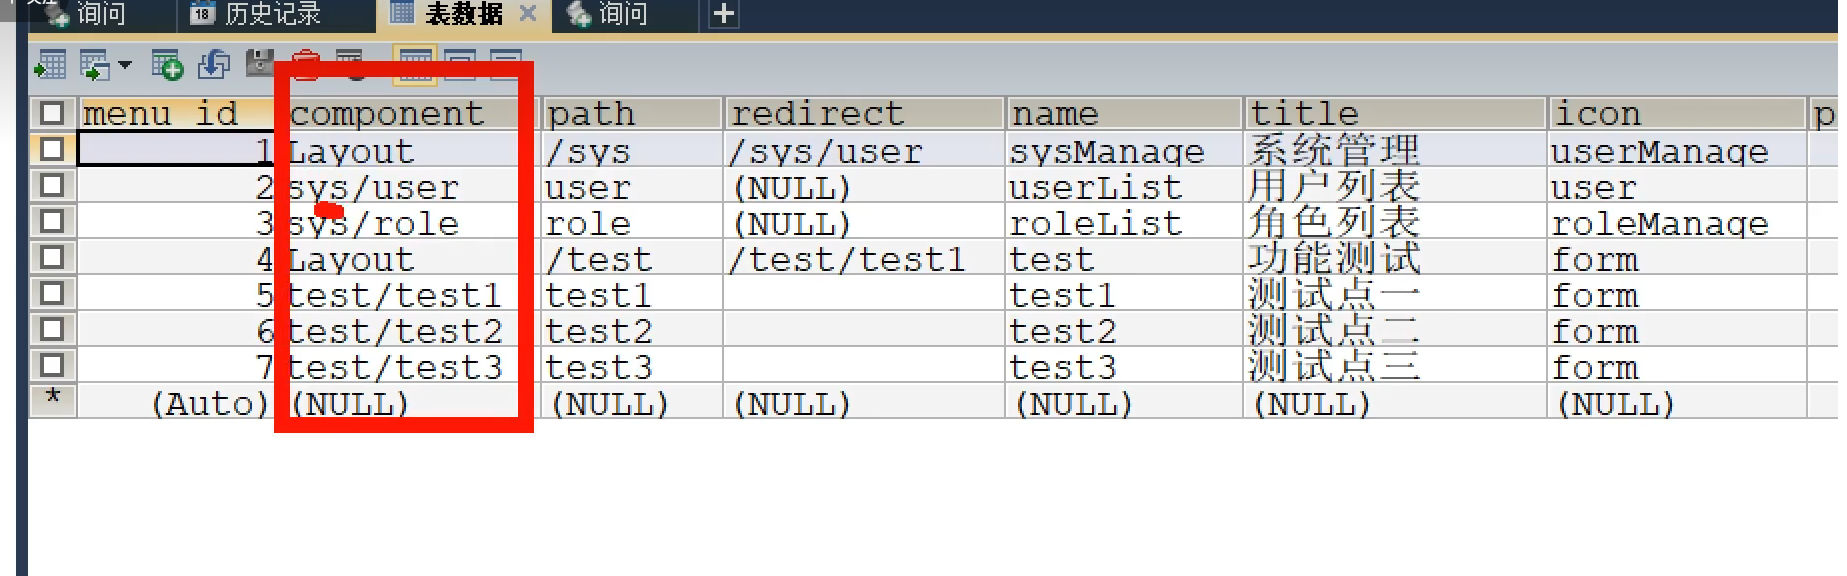 询问 历史记录 表数据 询问
18
menu id component path redirect name title icon p
1 Layout /sys /sys/user sysManage 系统管理 userManage
2 sys/user user (NULL) userList 用户列表 user
3 sys/role role (NULL) roleList 角色列表 roleManage
4 Layout /test /test/test1 test 功能测试 form
5 test/test1 test1 test1 测试点一 form
6 test/test2 test2 test2 测试点二 form
7 test/test3 test3 test3 测试点三 form
* (Auto) (NULL) (NULL) (NULL) (NULL) (NULL) (NULL)